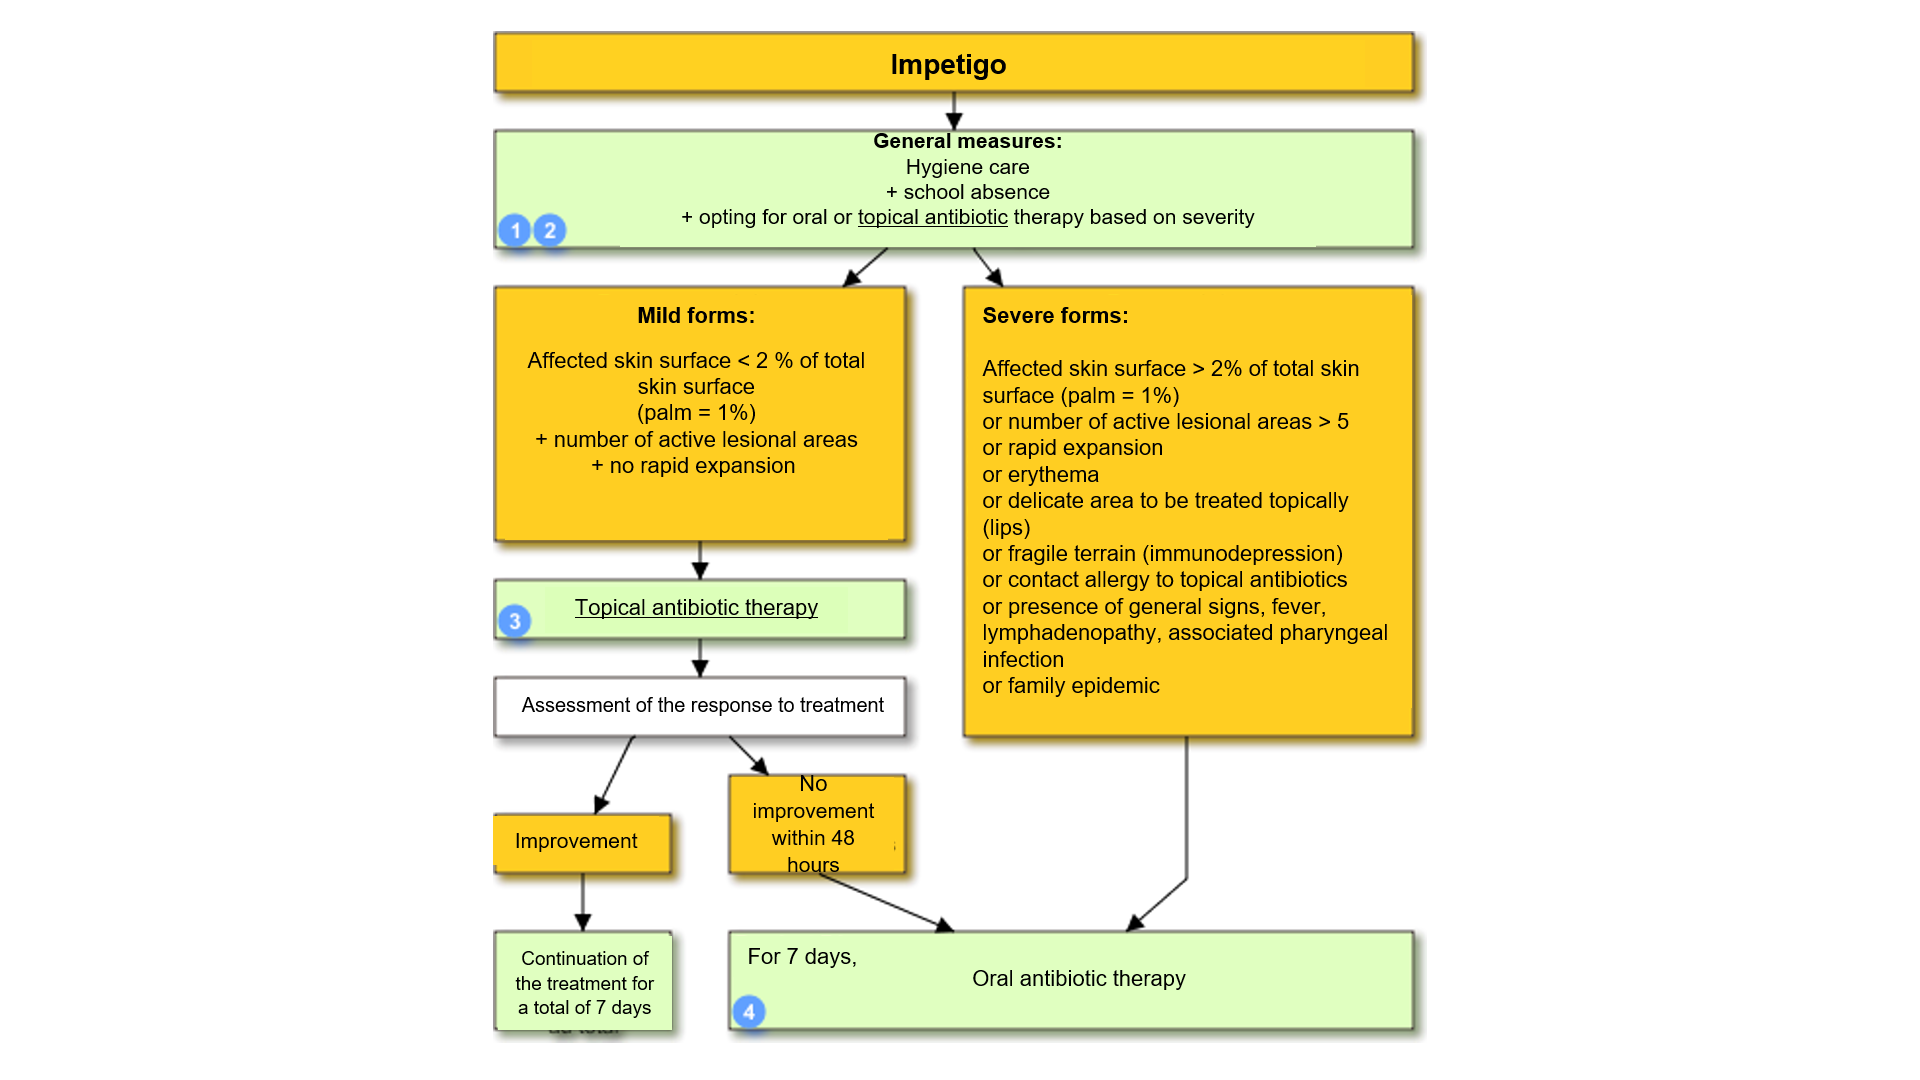 Impetigo
General measures:
Hygiene care
+ school absence
+ opting for oral or topical antibiotic therapy based on severity
1 2
Mild forms:
Affected skin surface < 2 % of total
skin surface
(palm = 1%)
+ number of active lesional areas
+ no rapid expansion
Severe forms:
Affected skin surface > 2% of total skin
surface (palm = 1%)
or number of active lesional areas > 5
or rapid expansion
or erythema
or delicate area to be treated topically
(lips)
or fragile terrain (immunodepression)
or contact allergy to topical antibiotics
or presence of general signs, fever,
lymphadenopathy, associated pharyngeal
infection
or family epidemic
Topical antibiotic therapy
3
Assessment of the response to treatment
No
improvement
within 48
hours
Improvement
Continuation of
the treatment for
a total of 7 days
For 7 days,
Oral antibiotic therapy
4